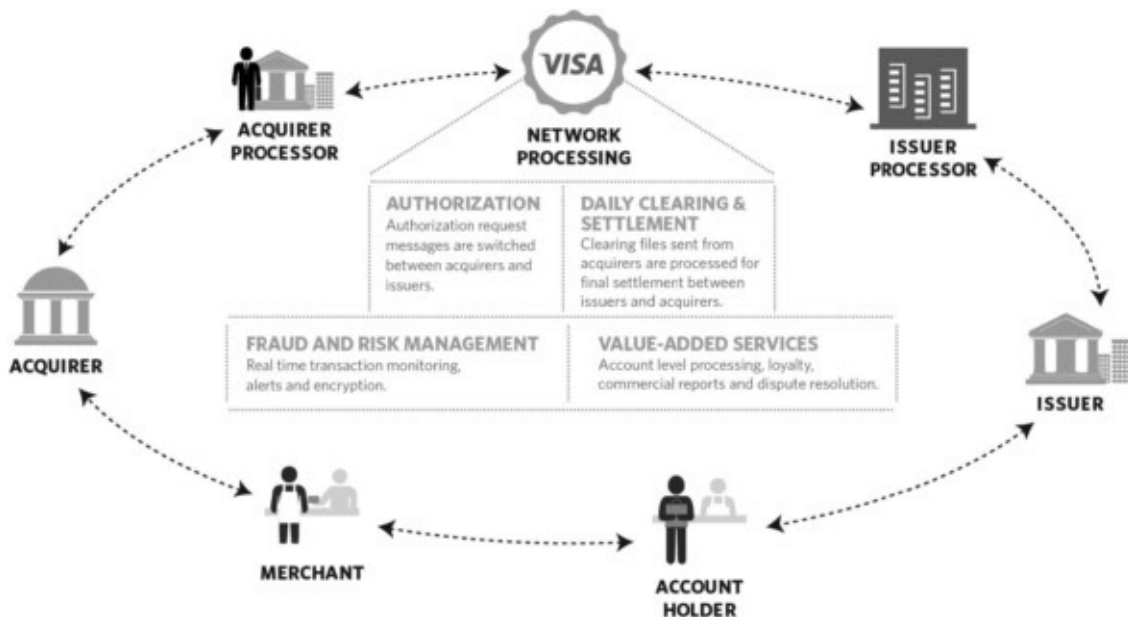 VISA
NETWORK
PROCESSING
ACQUIRER
PROCESSOR
ISSUER
PROCESSOR
AUTHORIZATION
Authorization request
messages are switched
between acquirers and
issuers.
DAILY CLEARING &
SETTLEMENT
Clearing files sent from
acquirers are processed for
final settlement between
issuers and acquirers.
ACQUIRER
FRAUD AND RISK MANAGEMENT
Real time transaction monitoring,
alerts and encryption.
VALUE-ADDED SERVICES
Account level processing, loyalty,
commercial reports and dispute resolution.
ISSUER
MERCHANT
ACCOUNT
HOLDER